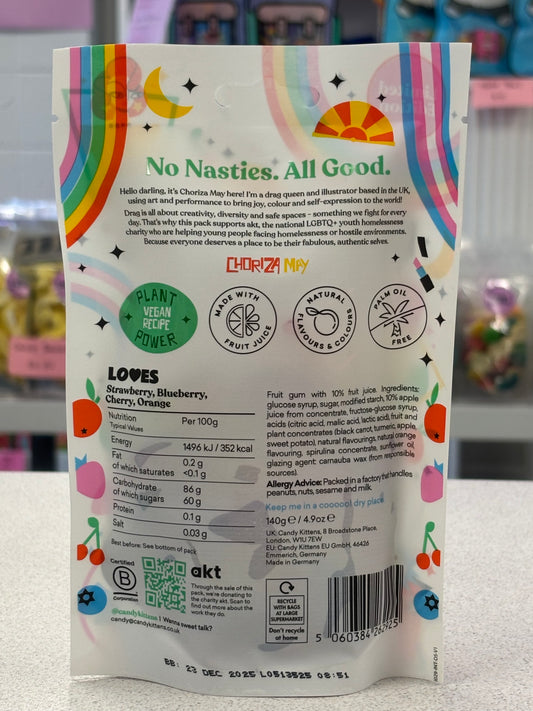 No Nasties. All Good.
Hello darling, it's Choriza May here! I'm a drag queen and illustrator based in the UK,
using art and performance to bring joy, colour and self-expression to the world!
Drag is all about creativity, diversity and safe spaces – something we fight for every
day. That's why this pack supports akt, the national LGBTQ+ youth homelessness
charity who are helping young people facing homelessness or hostile environments.
Because everyone deserves a place to be their fabulous, authentic selves.
CHORIZA MAY
PLANT
VEGAN
RECIPE
POWER
MADE WITH
FRUIT JUICE
NATURAL
FLAVOURS & COLOURS
PALM OIL
FREE
LOVES
Strawberry, Blueberry,
Cherry, Orange
Nutrition
Typical Values
Per 100g
Energy
1496 kJ / 352 kcal
Fat
of which saturates
0.2 g
<0.1 g
Carbohydrate
of which sugars
86 g
60 g
Protein
0.1 g
Salt
0.03 g
Best before: See bottom of pack
Fruit gum with 10% fruit juice. Ingredients:
glucose syrup, sugar, modified starch, 10% apple
juice from concentrate, fructose-glucose syrup,
acids (citric acid, malic acid, lactic acid), fruit and
plant concentrates (black carrot, turmeric, apple,
sweet potato), natural flavourings, natural orange
flavouring, spirulina concentrate, sunflower oil,
glazing agent: carnauba wax (from responsible
sources).
Allergy Advice: Packed in a factory that handles
peanuts, nuts, sesame and milk.
Keep me in a coooool dry place.
140g e / 4.9oz e
UK: Candy Kittens, 8 Broadstone Place,
London, W1U 7EW
EU: Candy Kittens EU GmbH, 46426
Emmerich, Germany
Made in Germany
Certified
B
Corporation
akt
Through the sale of this
pack, we're donating to
the charity akt. Scan to
find out more about the
work they do.
@candykittens | Wanna sweet talk?
candy@candykittens.co.uk
RECYCLE
WITH BAGS
AT LARGE
SUPERMARKET
Don't recycle
at home
5 060384 262925
BB: 23 DEC 2025 L0513525 08:51